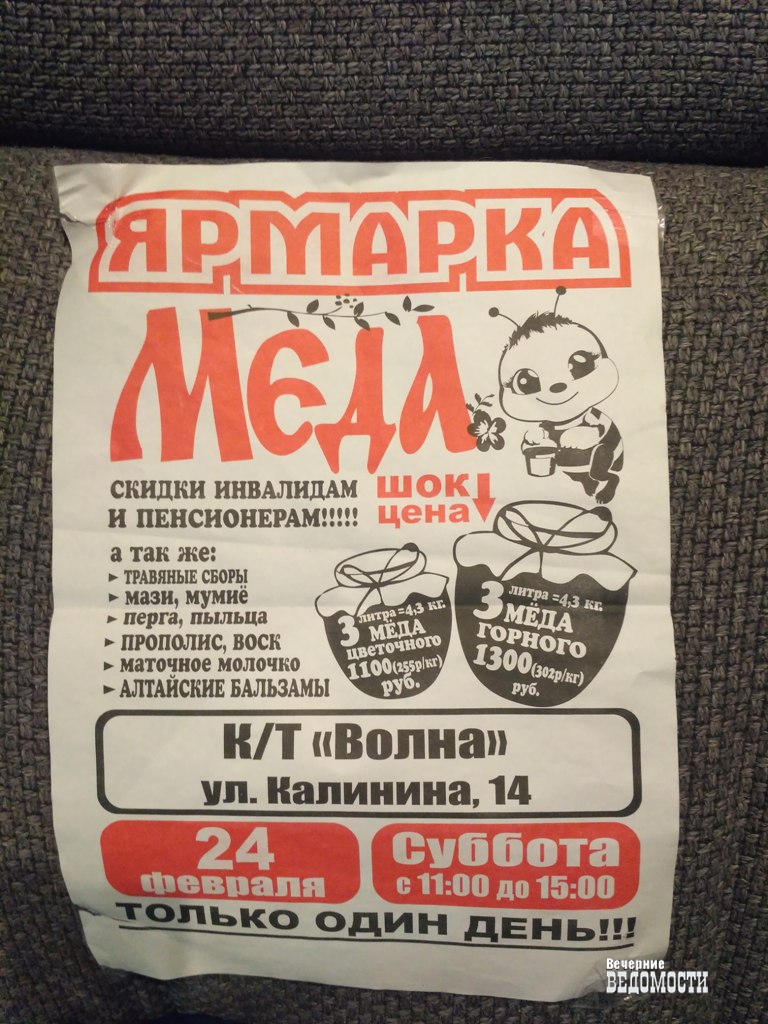 ЯРМАРКА
МЕДА
СКИДКИ ИНВАЛИДАМ
И ПЕНСИОНЕРАМ!!!!!
ШОК
цена
а так же:
► ТРАВЯНЫЕ СБОРЫ
► мази, мумиё
► перга, пыльца
► ПРОПОЛИС, ВОСК
► маточное молочко
► АЛТАЙСКИЕ БАЛЬЗАМЫ
3 литра =4,3 кг.
МЁДА
цветочного
1100 (255р/кг)
руб.
3 литра =4,3 кг.
МЁДА
ГОРНОГО
1300 (302р/кг)
руб.
К/Т «Волна»
ул. Калинина, 14
24
февраля
Суббота
с 11:00 до 15:00
ТОЛЬКО ОДИН ДЕНЬ!!!
Вечерние
ВЕДОМОСТИ